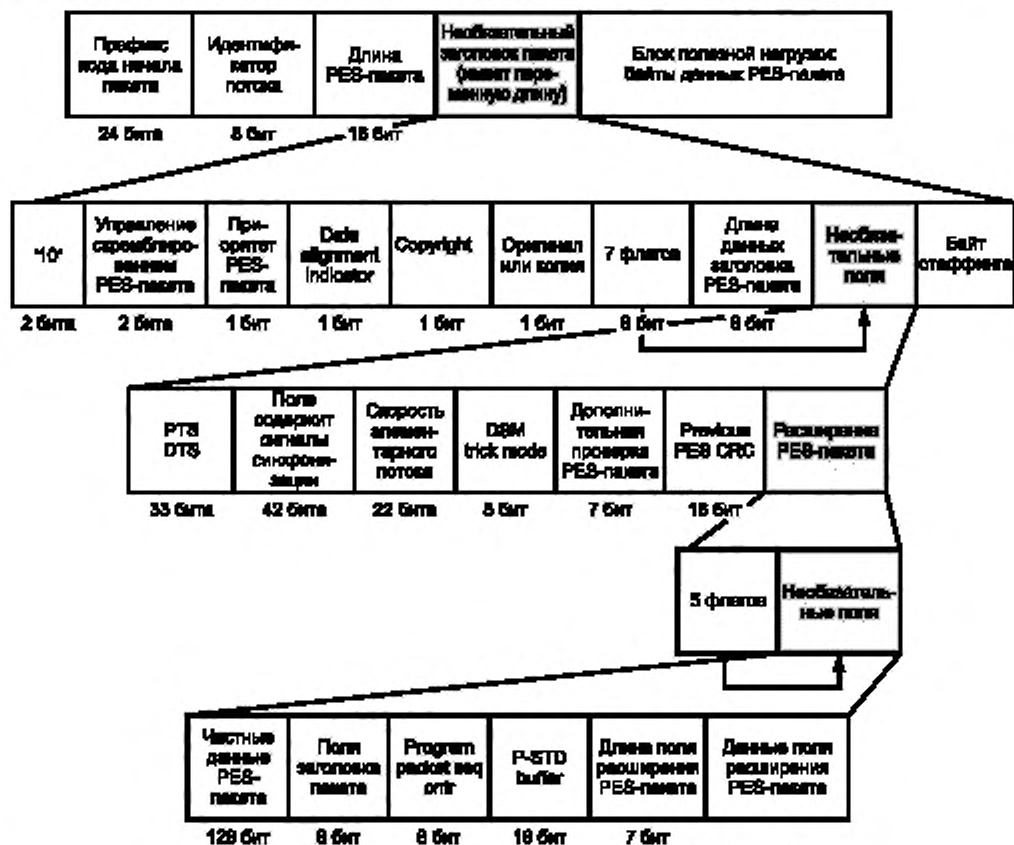 Префикс
кода начала
пакета
Идентифи-
катор
потока
Длина
PES-пакета
Необязательный
заголовок пакета
(имеет пере-
менную длину)
Блок полезной нагрузки:
байты данных PES-пакета
24 бита
8 бит
16 бит
'10'
Управление
скремблиро-
ванием
PES-пакета
При-
оритет
PES-
пакета
Data
alignment
indicator
Copyright
Оригинал
или копия
7 флагов
Длина
данных
заголовка
PES-пакета
Необяза-
тельные
поля
Байт
стаффинга
2 бита
2 бита
1 бит
1 бит
1 бит
1 бит
8 бит
8 бит
PTS
DTS
Поле
содержит
сигналы
синхрони-
зации
Скорость
элемен-
тарного
потока
DSM
trick mode
Дополни-
тельная
проверка
PES-пакета
Previous
PES CRC
Расширение
PES-пакета
33 бита
42 бита
22 бита
8 бит
7 бит
16 бит
5 флагов
Необязатель-
ные поля
Частные
данные
PES-
пакета
Поля
заголовка
пакета
Program
packet seq
cntr
P-STD
buffer
Длина поля
расширения
PES-пакета
Данные поля
расширения
PES-пакета
128 бит
8 бит
8 бит
16 бит
7 бит